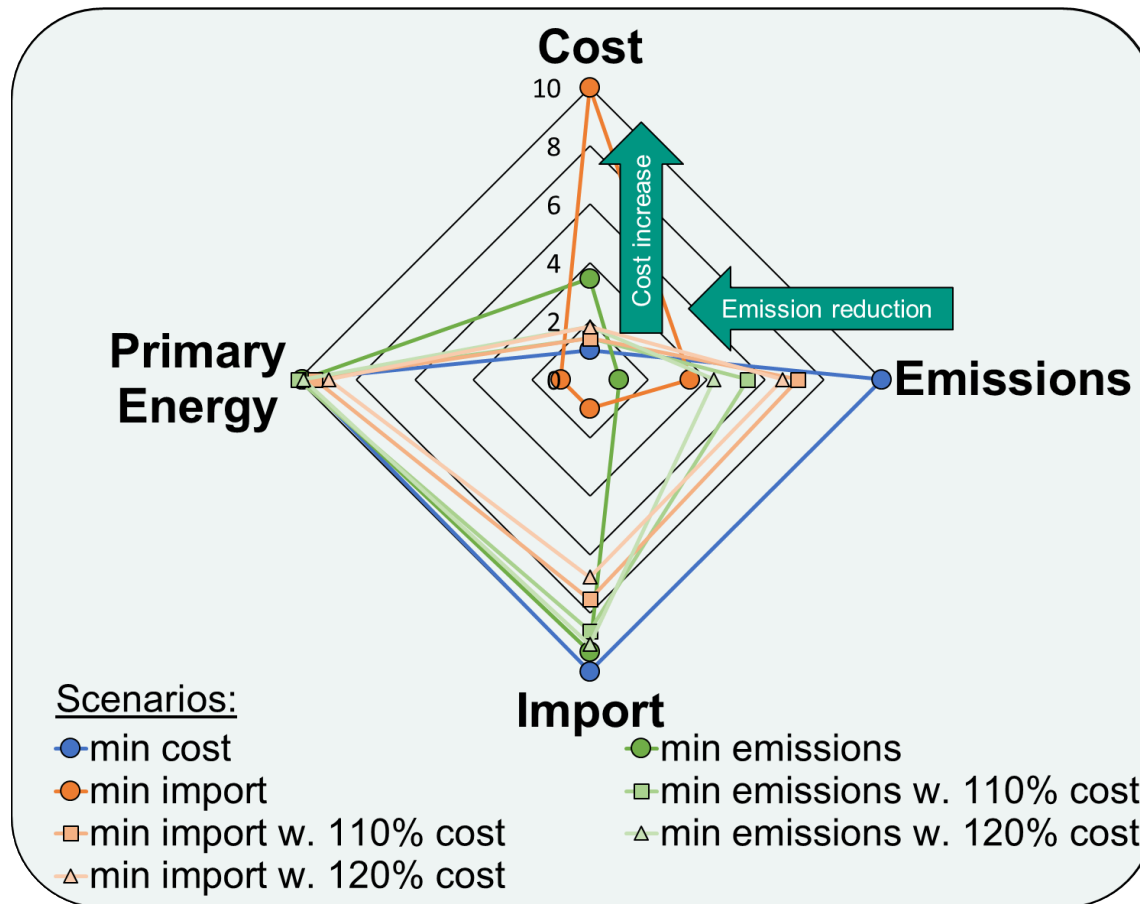 Cost
10
8
6
4
2
0
Cost increase
Emission reduction
Primary
Energy
Emissions
Import
Scenarios:
min cost
min import
min import w. 110% cost
min import w. 120% cost
min emissions
min emissions w. 110% cost
min emissions w. 120% cost